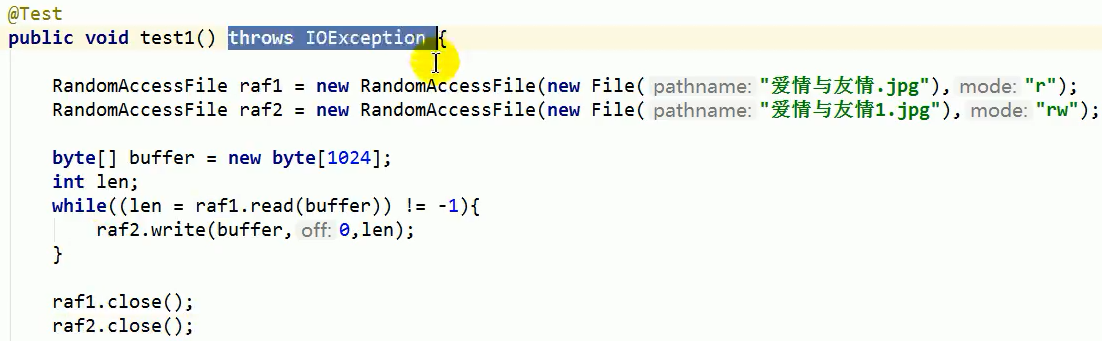 @Test
public void test1() throws IOException {
RandomAccessFile raf1 = new RandomAccessFile(new File( pathname: "爱情与友情.jpg"), mode: "r");
RandomAccessFile raf2 = new RandomAccessFile(new File( pathname: "爱情与友情1.jpg"), mode: "rw");
byte[] buffer = new byte[1024];
int len;
while((len = raf1.read(buffer)) != -1){
raf2.write(buffer, off: 0,len);
}
raf1.close();
raf2.close();